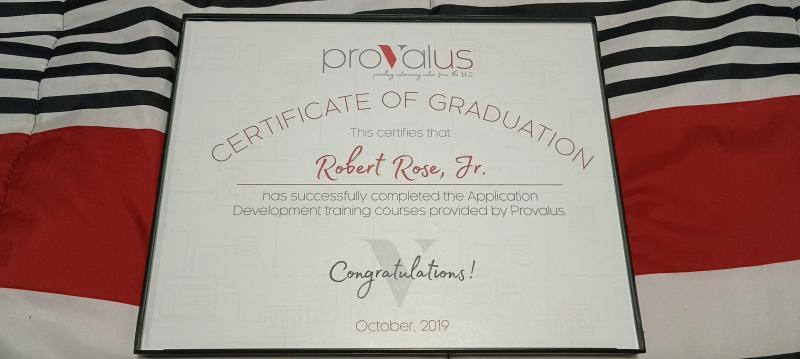 proValus
providing outsourcing value from the U.S.
CERTIFICATE OF GRADUATION
This certifies that
Robert Rose, Jr.
has successfully completed the Application
Development training courses provided by Provalus.
Congratulations!
October, 2019